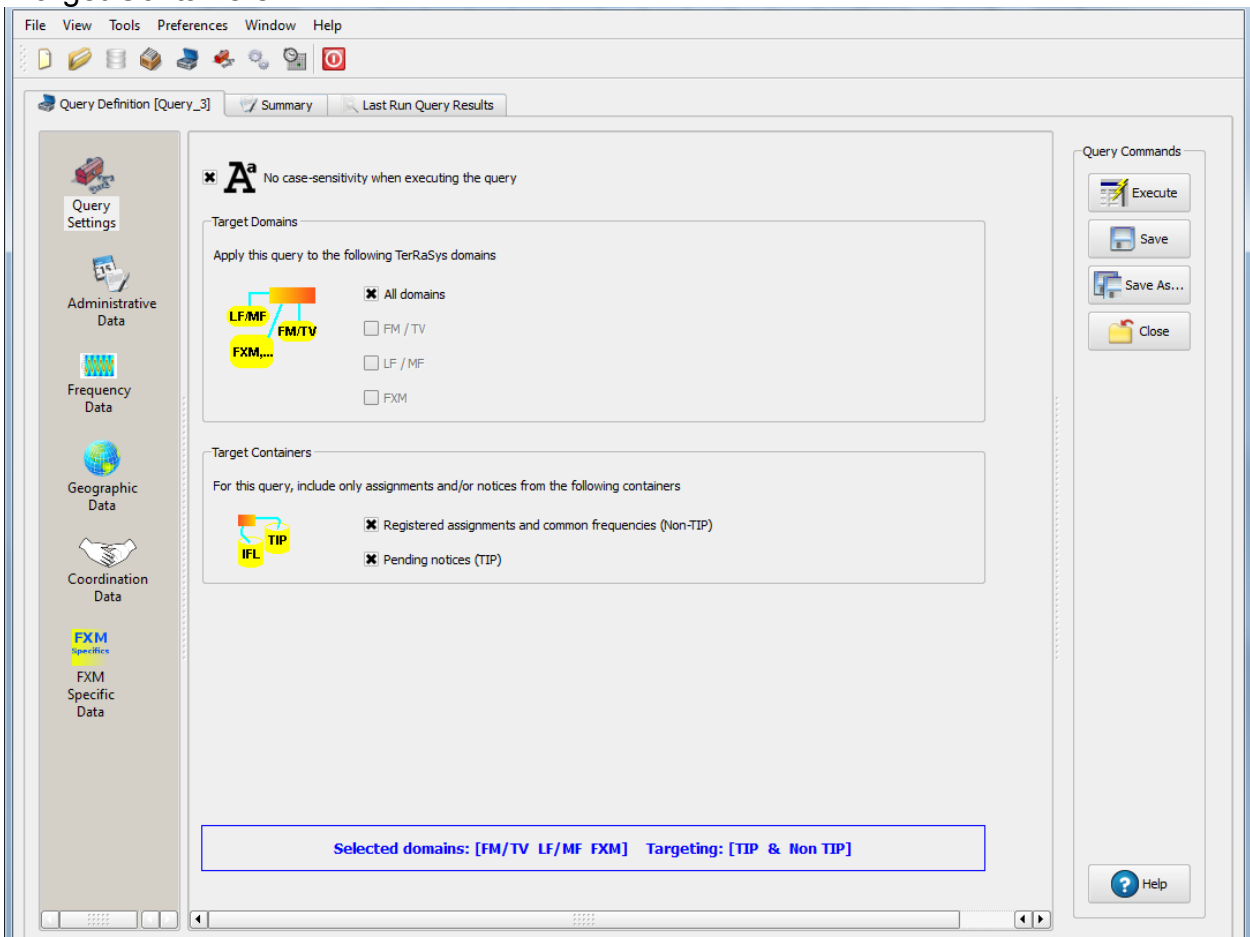 File View Tools Preferences Window Help
Query Definition [Query_3] Summary Last Run Query Results
Query
Settings
Administrative
Data
Frequency
Data
Geographic
Data
Coordination
Data
FXM
Specifics
FXM
Specific
Data
Aa No case-sensitivity when executing the query
Target Domains
Apply this query to the following TerRaSys domains
LF/MF
FM/TV
FXM,...
All domains
FM / TV
LF / MF
FXM
Target Containers
For this query, include only assignments and/or notices from the following containers
TIP
IFL
Registered assignments and common frequencies (Non-TIP)
Pending notices (TIP)
Selected domains: [FM/TV LF/MF FXM] Targeting: [TIP & Non TIP]
Query Commands
Execute
Save
Save As...
Close
Help